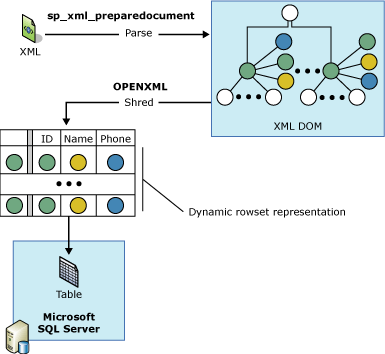 sp_xml_preparedocument
Parse
XML
OPENXML
Shred
XML DOM
ID Name Phone
Dynamic rowset representation
Table
Microsoft
SQL Server